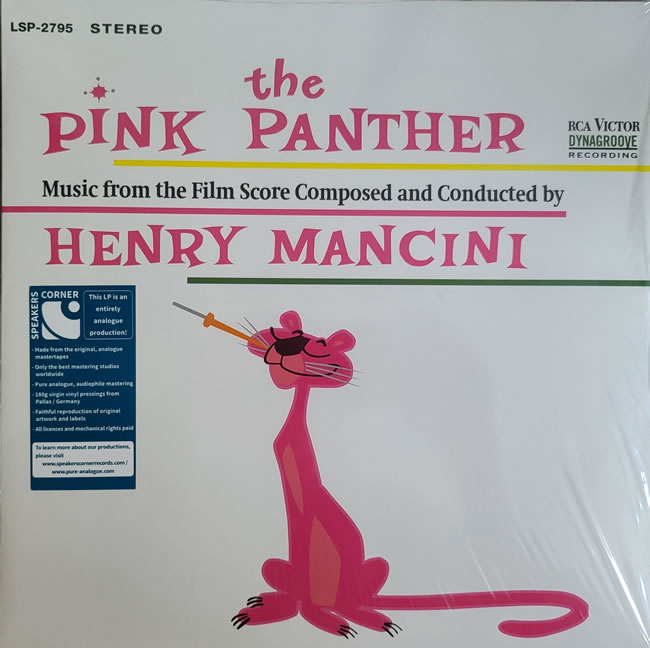 LSP-2795 STEREO
the
PINK PANTHER
RCA VICTOR
DYNAGROOVE
RECORDING
Music from the Film Score Composed and Conducted by
HENRY MANCINI
SPEAKERS
CORNER
This LP is an
entirely
analogue
production!
- Made from the original, analogue
mastertapes
- Only the best mastering studios
worldwide
- Pure analogue, audiophile mastering
- 180g virgin vinyl pressings from
Pallas / Germany
- Faithful reproduction of original
artwork and labels
- All licences and mechanical rights paid
To learn more about our productions,
please visit
www.speakerscornerrecords.com /
www.pure-analogue.com